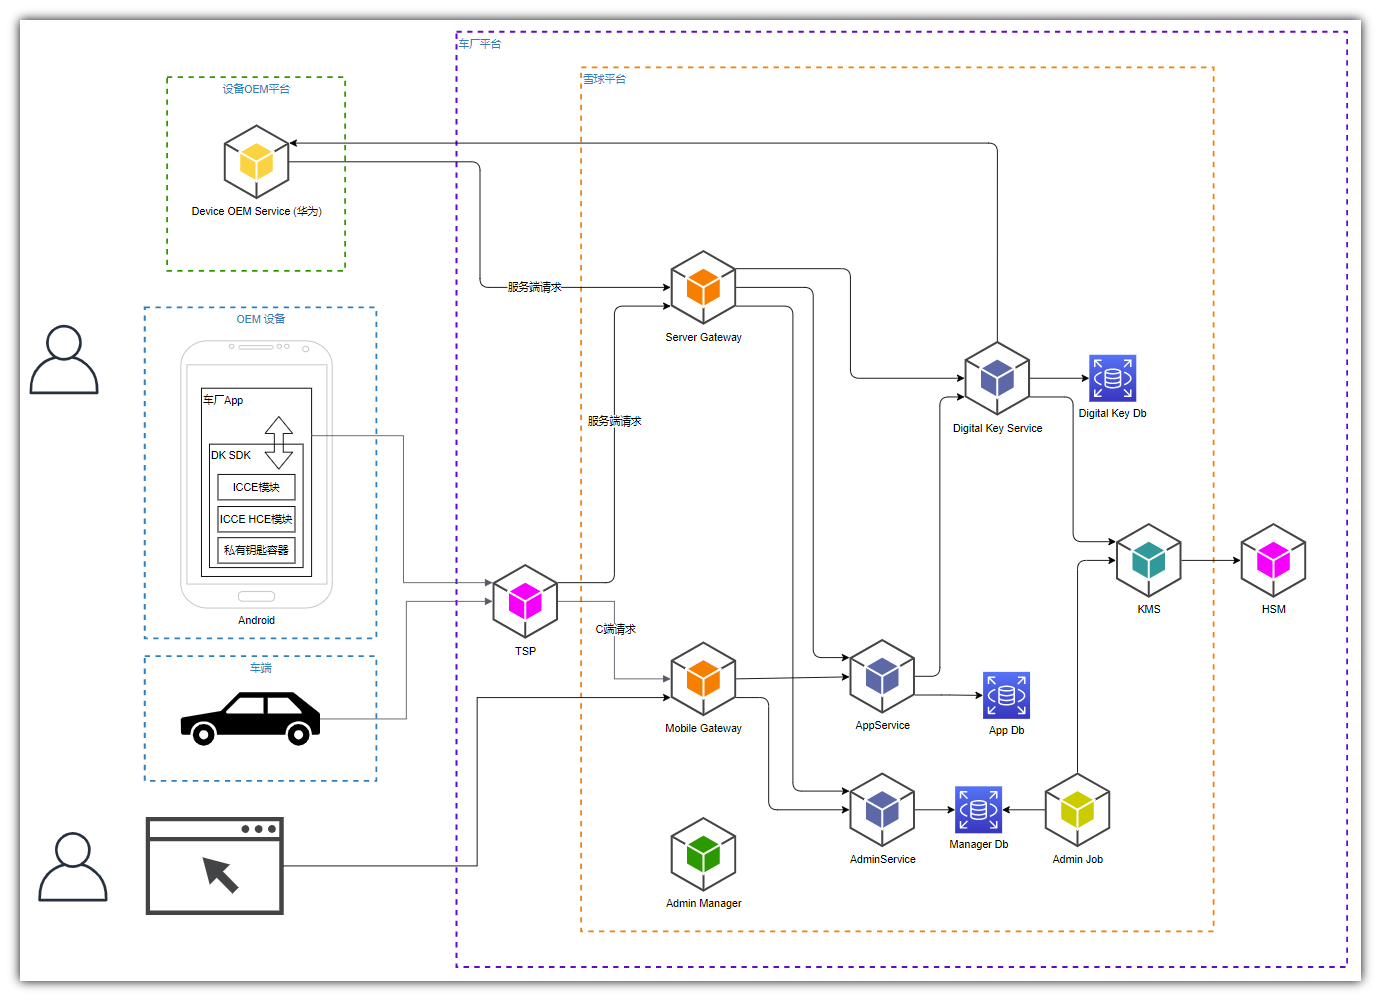 车厂平台
雪球平台
设备OEM平台
Device OEM Service (华为)
服务端请求
Server Gateway
OEM 设备
车厂App
DK SDK
ICCE模块
ICCE HCE模块
私有钥匙容器
Android
服务端请求
Digital Key Service
Digital Key Db
KMS
HSM
TSP
C端请求
车端
Mobile Gateway
AppService
App Db
AdminService
Manager Db
Admin Job
Admin Manager